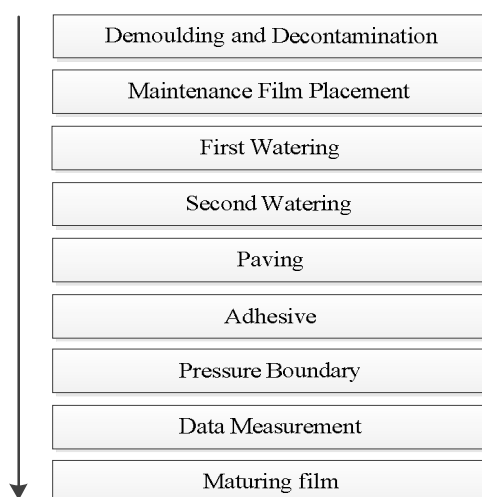 Demoulding and Decontamination
Maintenance Film Placement
First Watering
Second Watering
Paving
Adhesive
Pressure Boundary
Data Measurement
Maturing film